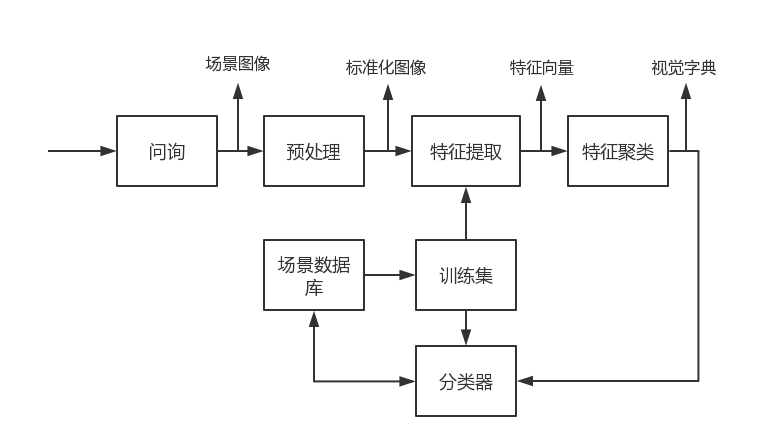 场景图像
标准化图像
特征向量
视觉字典
问询
预处理
特征提取
特征聚类
场景数据
库
训练集
分类器